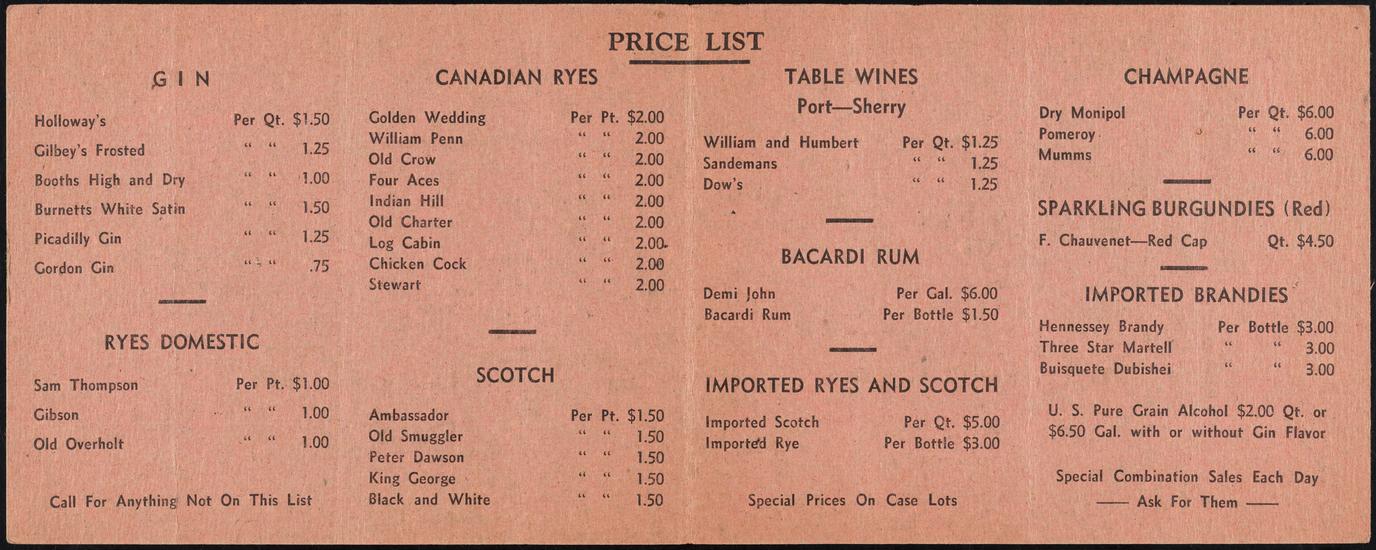 PRICE LIST
GIN
Holloway's Per Qt. $1.50
Gilbey's Frosted " " 1.25
Booths High and Dry " " 1.00
Burnetts White Satin " " 1.50
Picadilly Gin " " 1.25
Gordon Gin " " .75
RYES DOMESTIC
Sam Thompson Per Pt. $1.00
Gibson " " 1.00
Old Overholt " " 1.00
Call For Anything Not On This List
CANADIAN RYES
Golden Wedding Per Pt. $2.00
William Penn " " 2.00
Old Crow " " 2.00
Four Aces " " 2.00
Indian Hill " " 2.00
Old Charter " " 2.00
Log Cabin " " 2.00
Chicken Cock " " 2.00
Stewart " " 2.00
SCOTCH
Ambassador Per Pt. $1.50
Old Smuggler " " 1.50
Peter Dawson " " 1.50
King George " " 1.50
Black and White " " 1.50
TABLE WINES
Port—Sherry
William and Humbert Per Qt. $1.25
Sandemans " " 1.25
Dow's " " 1.25
BACARDI RUM
Demi John Per Gal. $6.00
Bacardi Rum Per Bottle $1.50
IMPORTED RYES AND SCOTCH
Imported Scotch Per Qt. $5.00
Imported Rye Per Bottle $3.00
Special Prices On Case Lots
CHAMPAGNE
Dry Monipol Per Qt. $6.00
Pomeroy " " 6.00
Mumms " " 6.00
SPARKLING BURGUNDIES (Red)
F. Chauvenet—Red Cap Qt. $4.50
IMPORTED BRANDIES
Hennessey Brandy Per Bottle $3.00
Three Star Martell " " 3.00
Buisquete Dubishei " " 3.00
U. S. Pure Grain Alcohol $2.00 Qt. or
$6.50 Gal. with or without Gin Flavor
Special Combination Sales Each Day
— Ask For Them —